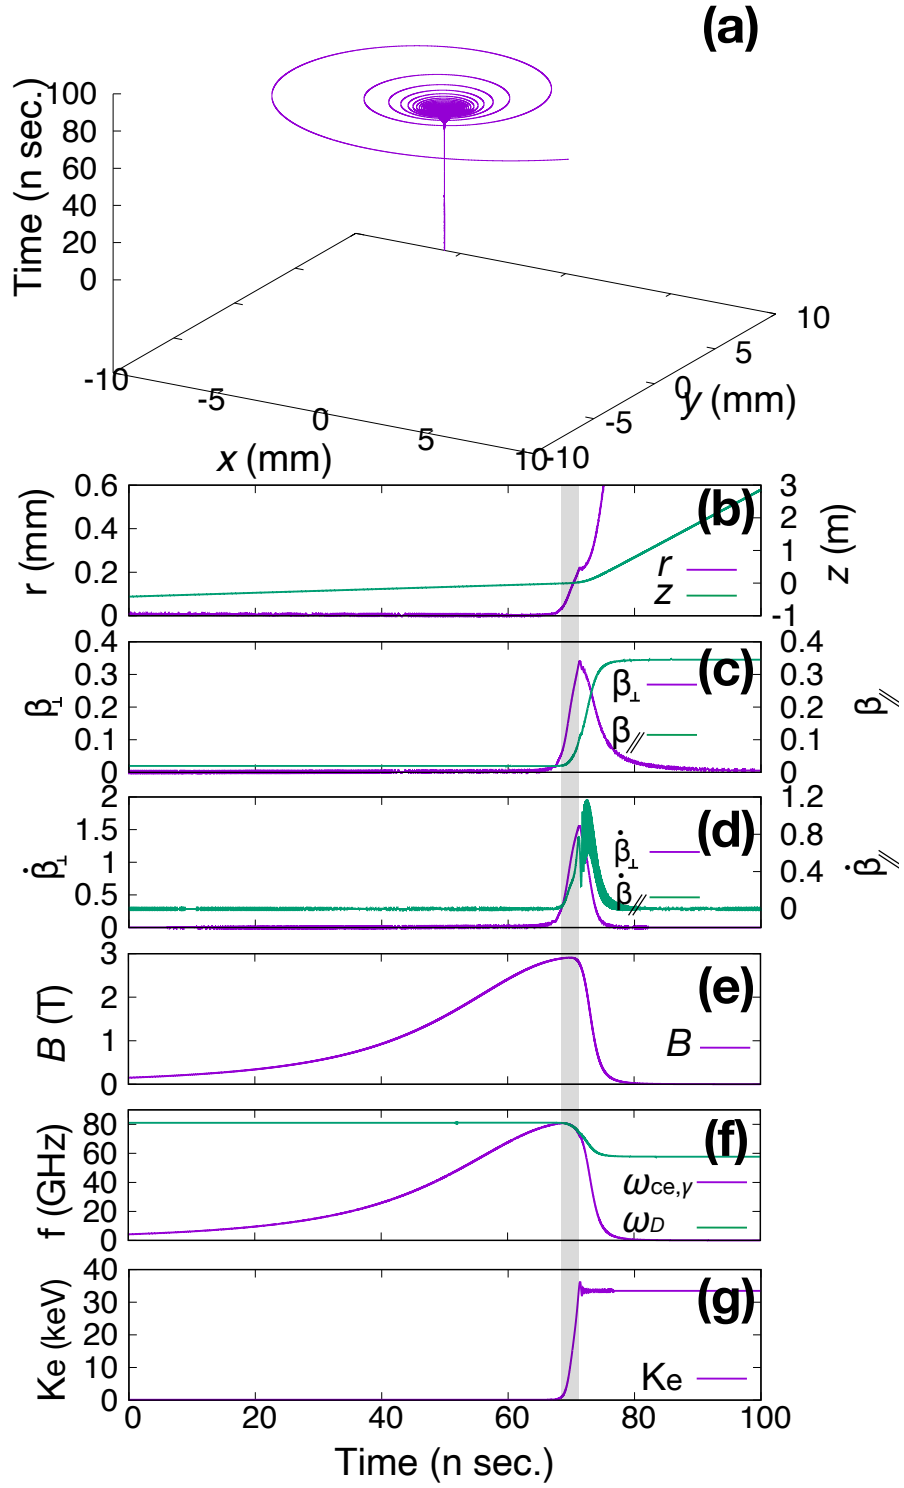 (a)
Time (n sec.)
100
80
60
40
20
0
-10
-5
0
5
10
x (mm)
-10
-5
0
5
10
y (mm)
(b)
r (mm)
0.6
0.4
0.2
0
z (m)
3
2
1
0
-1
r
z
(c)
β⊥
0.4
0.3
0.2
0.1
0
β//
0.4
0.3
0.2
0.1
0
β⊥
β//
(d)
β̇⊥
2
1.5
1
0.5
0
β̇//
1.2
0.8
0.4
0
β̇⊥
β̇//
(e)
B (T)
3
2
1
0
B
(f)
f (GHz)
80
60
40
20
0
ωce,γ
ωD
(g)
Ke (keV)
40
30
20
10
0
Ke
0 20 40 60 80 100
Time (n sec.)